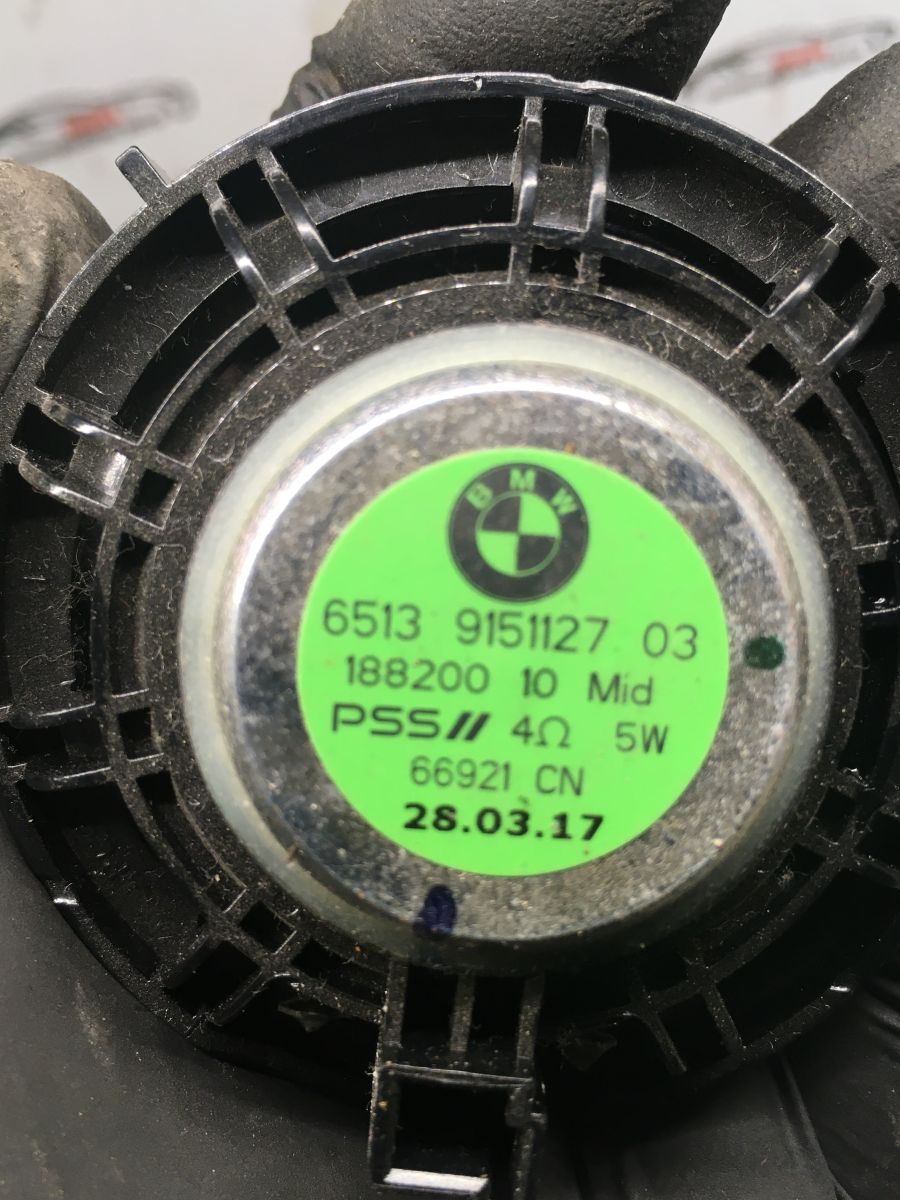 BMW
6513 9151127 03
188200 10 Mid
PSS// 4Ω 5W
66921 CN
28.03.17